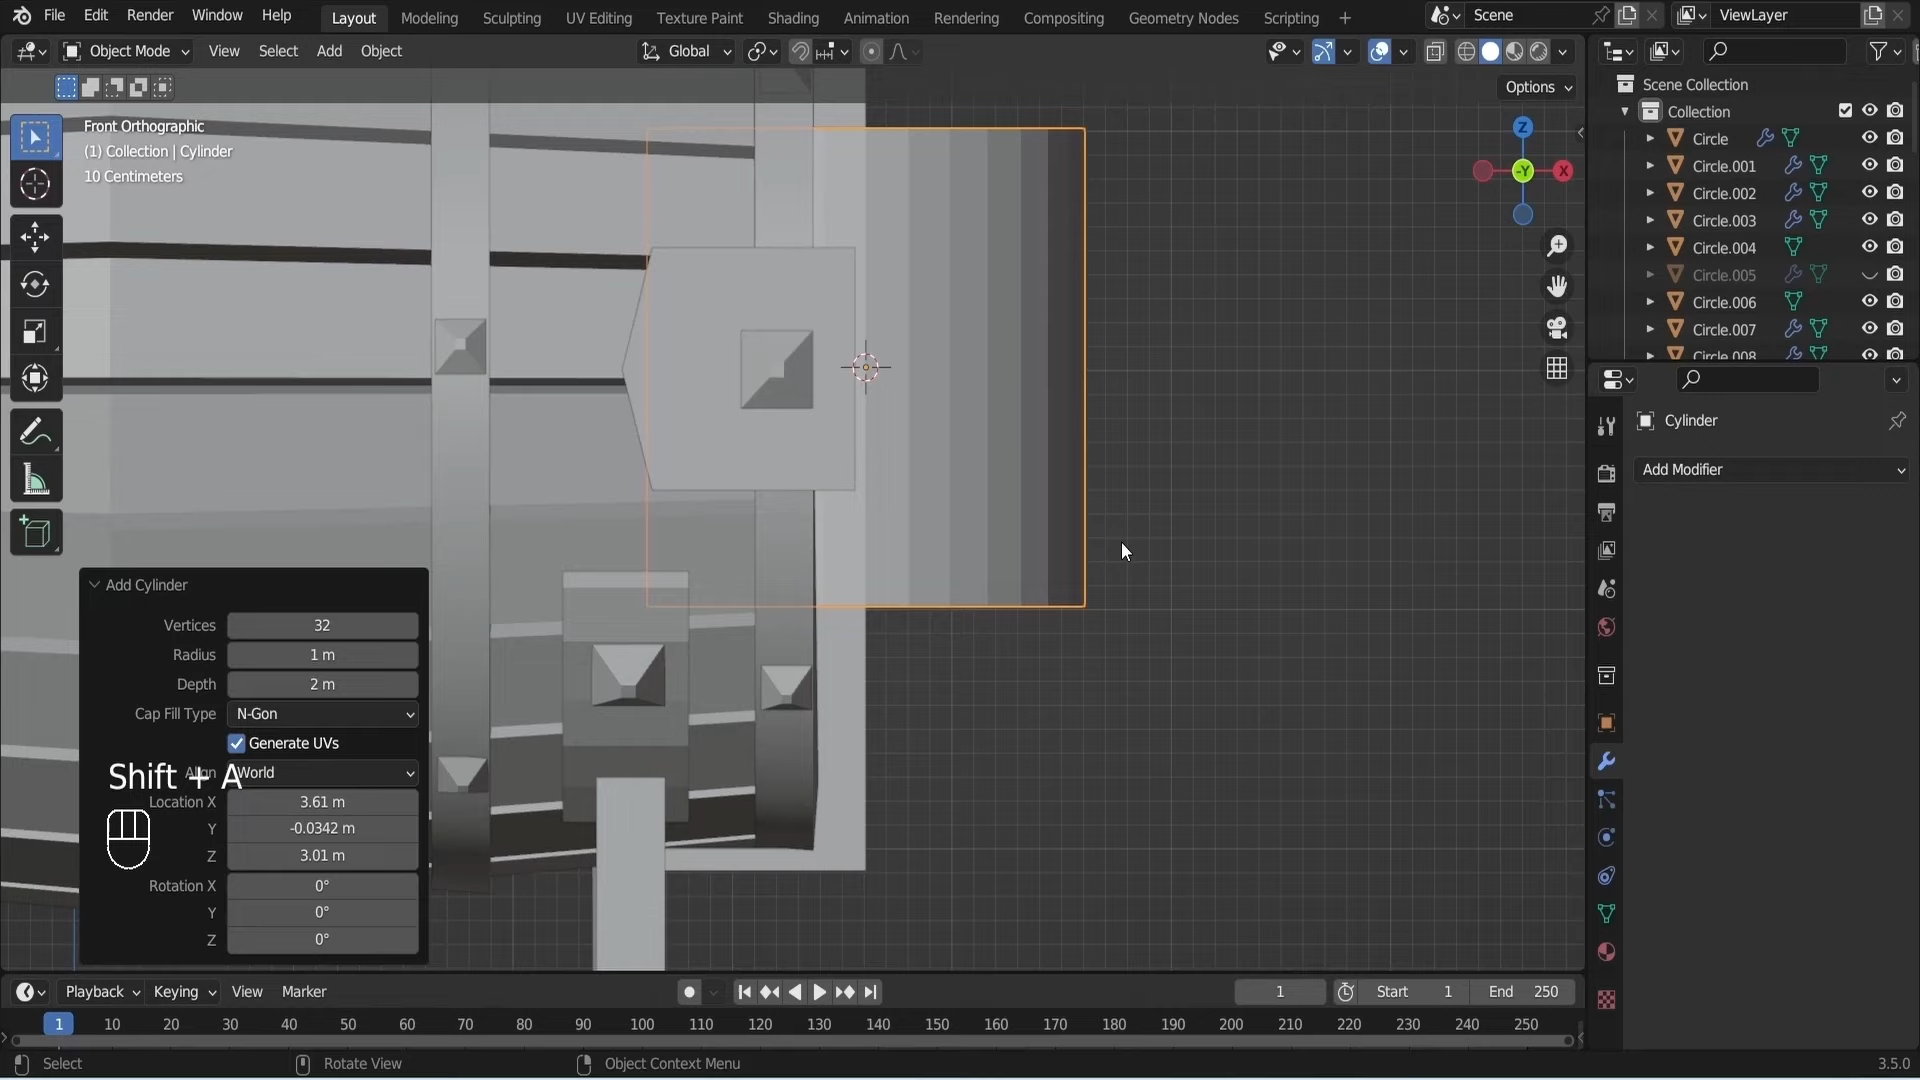 File Edit Render Window Help Layout Modeling Sculpting UV Editing Texture Paint Shading Animation Rendering Compositing Geometry Nodes Scripting + Scene ViewLayer
Object Mode View Select Add Object Global
Options
Scene Collection
Collection
Circle
Circle.001
Circle.002
Circle.003
Circle.004
Circle.005
Circle.006
Circle.007
Circle.008
Front Orthographic
(1) Collection | Cylinder
10 Centimeters
Z
-Y
X
Cylinder
Add Modifier
Add Cylinder
Vertices 32
Radius 1 m
Depth 2 m
Cap Fill Type N-Gon
Generate UVs
Align World
Shift + A
Location X 3.61 m
Y -0.0342 m
Z 3.01 m
Rotation X 0°
Y 0°
Z 0°
Playback Keying View Marker 1 Start 1 End 250
1 10 20 30 40 50 60 70 80 90 100 110 120 130 140 150 160 170 180 190 200 210 220 230 240 250
Select Rotate View Object Context Menu 3.5.0